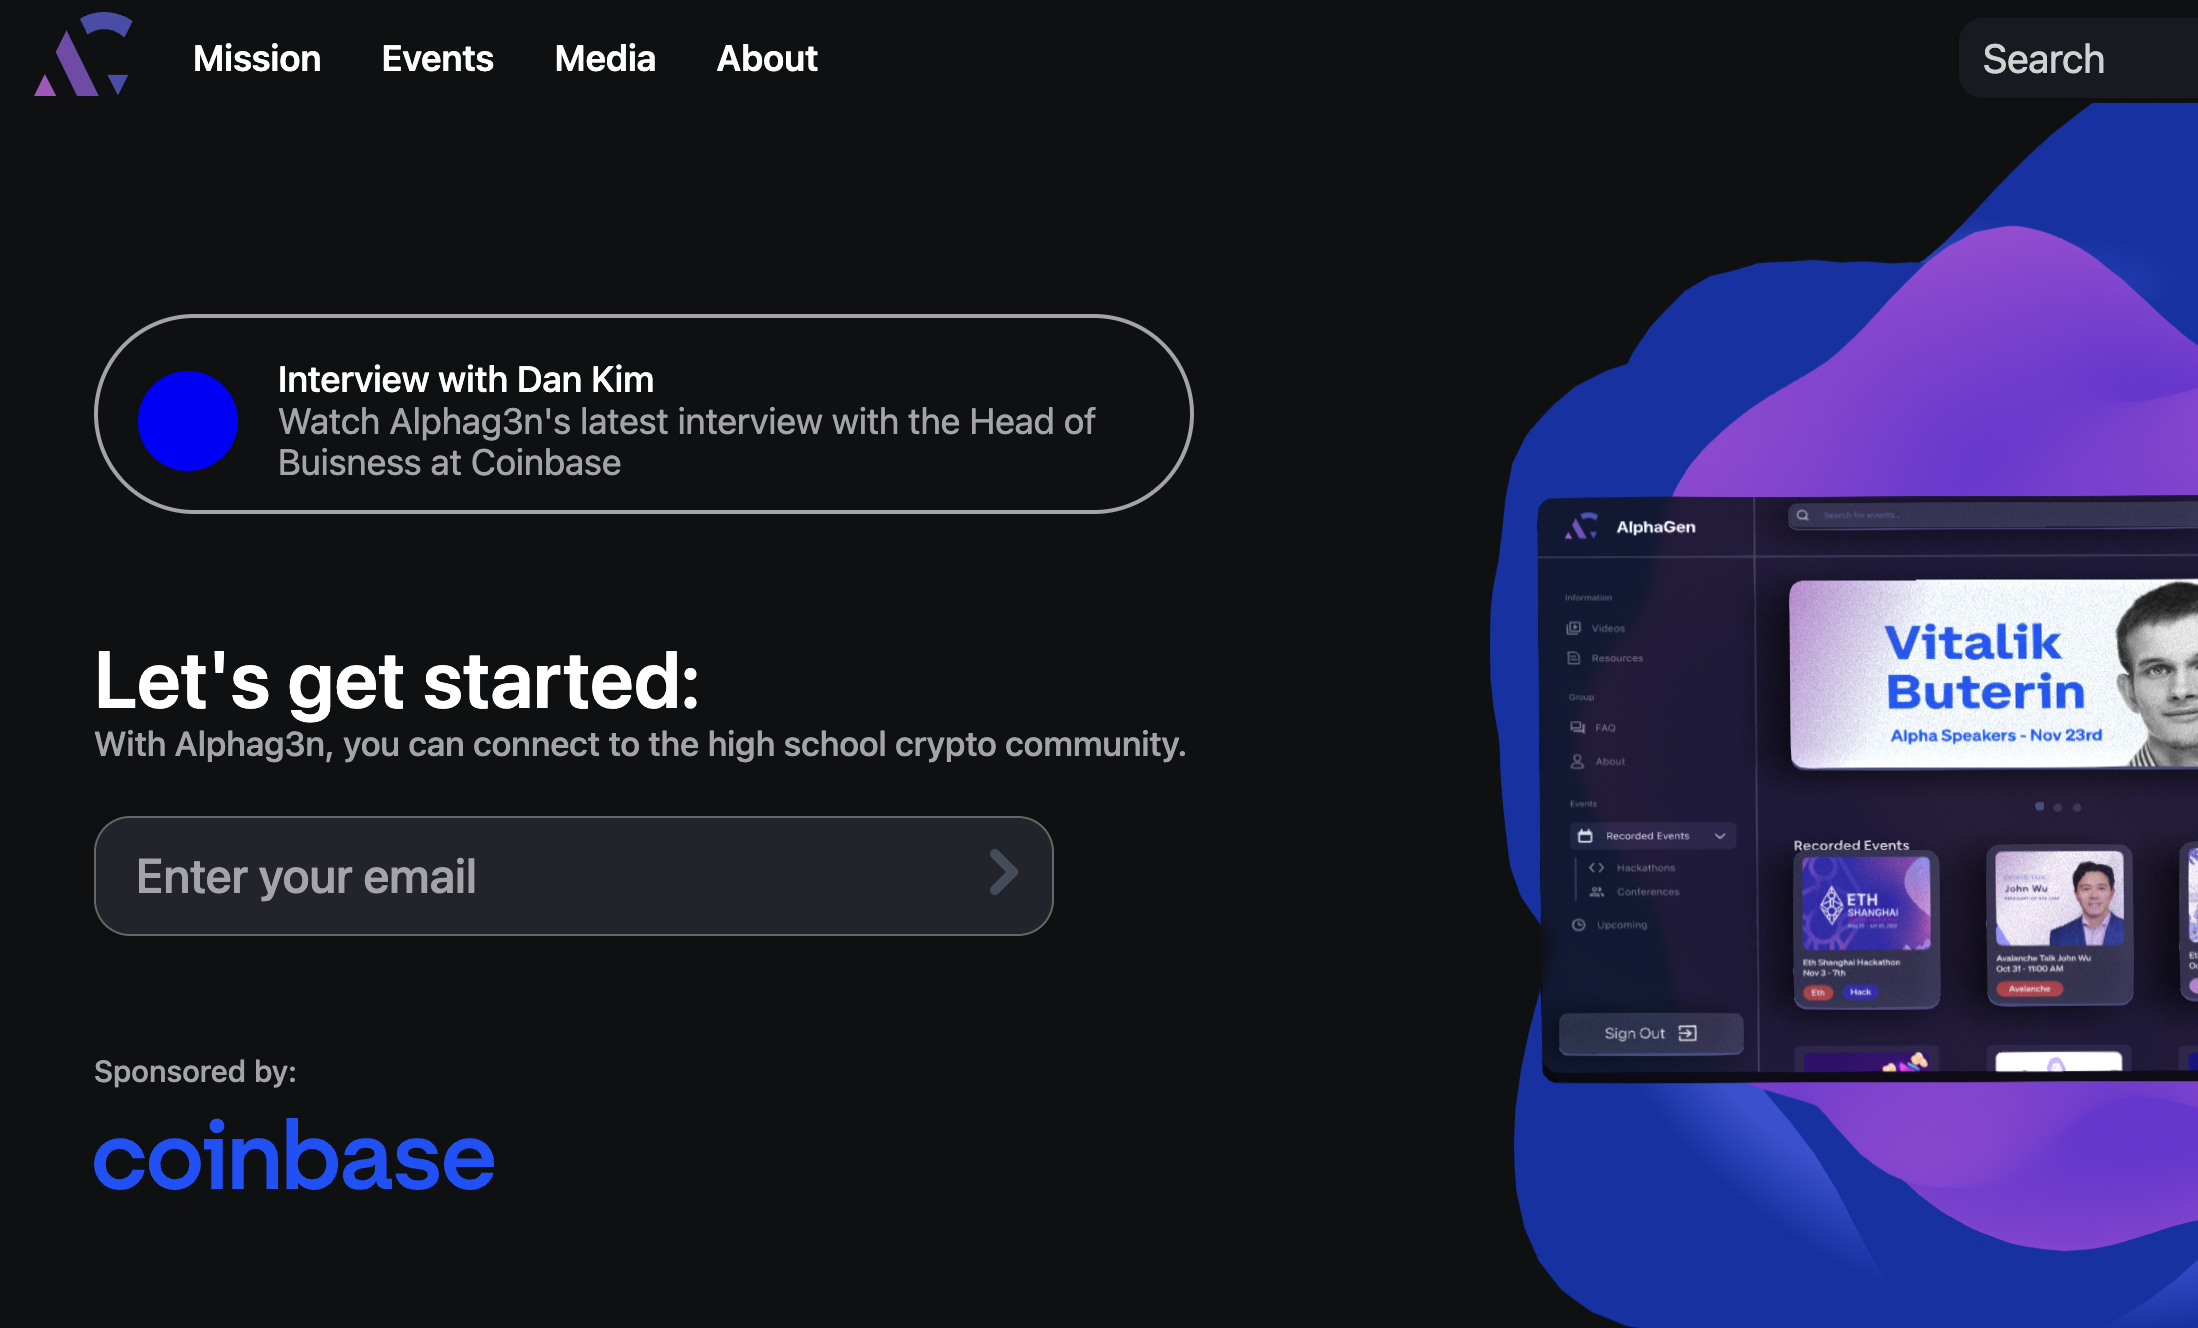 Mission Events Media About
Search
Interview with Dan Kim
Watch Alphag3n's latest interview with the Head of
Buisness at Coinbase
Let's get started:
With Alphag3n, you can connect to the high school crypto community.
Enter your email
Sponsored by:
coinbase
AlphaGen
Search for events...
Information
Videos
Resources
Group
FAQ
About
Events
Recorded Events
Hackathons
Conferences
Upcoming
Sign Out
Vitalik
Buterin
Alpha Speakers - Nov 23rd
Recorded Events
ETH
SHANGHAI
Eth Shanghai Hackathon
Nov 3 - 7th
Eth Hack
John Wu
Avalanche Talk John Wu
Oct 31 - 11:00 AM
Avalanche